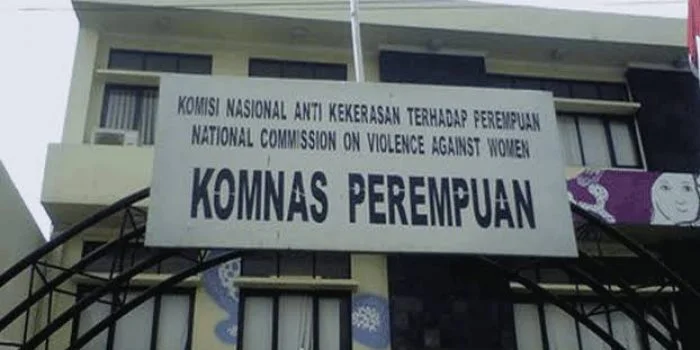 KOMISI NASIONAL ANTI KEKERASAN TERHADAP PEREMPUAN
NATIONAL COMMISSION ON VIOLENCE AGAINST WOMEN
KOMNAS PEREMPUAN